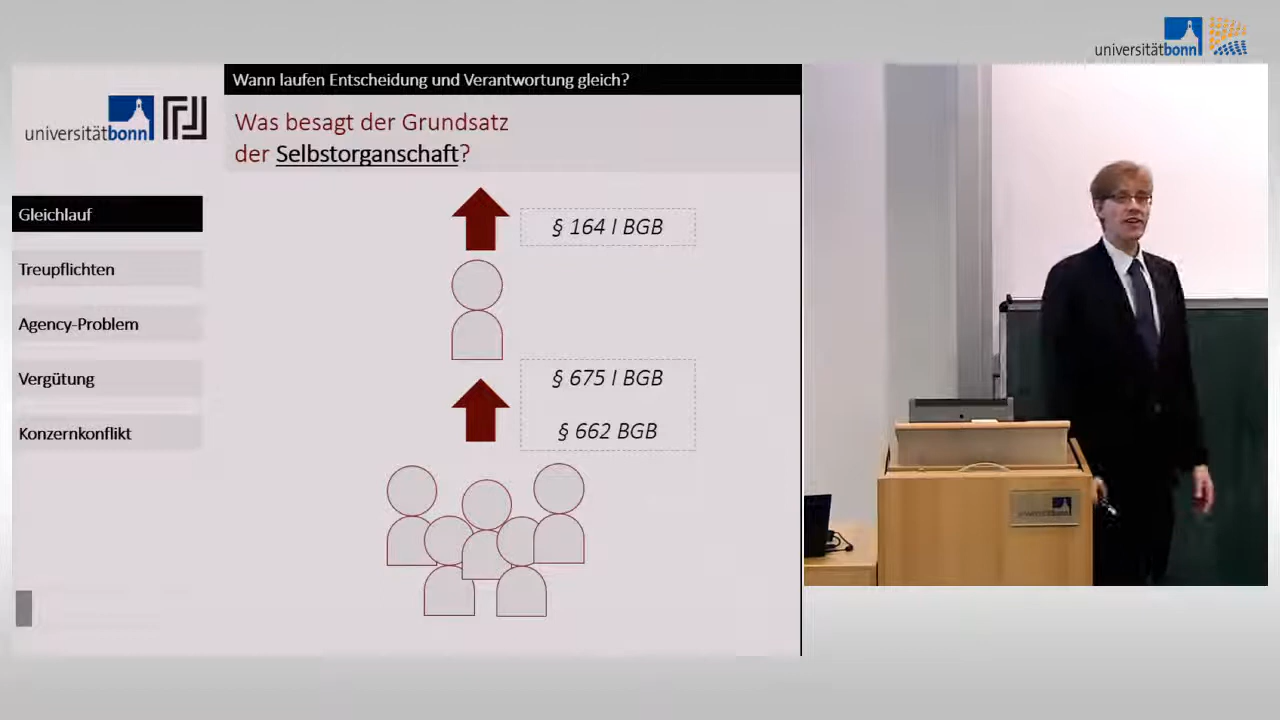 universitätbonn
Wann laufen Entscheidung und Verantwortung gleich?
universitätbonn
Was besagt der Grundsatz
der Selbstorganschaft?
Gleichlauf
Treupflichten
Agency-Problem
Vergütung
Konzernkonflikt
§ 164 I BGB
§ 675 I BGB
§ 662 BGB